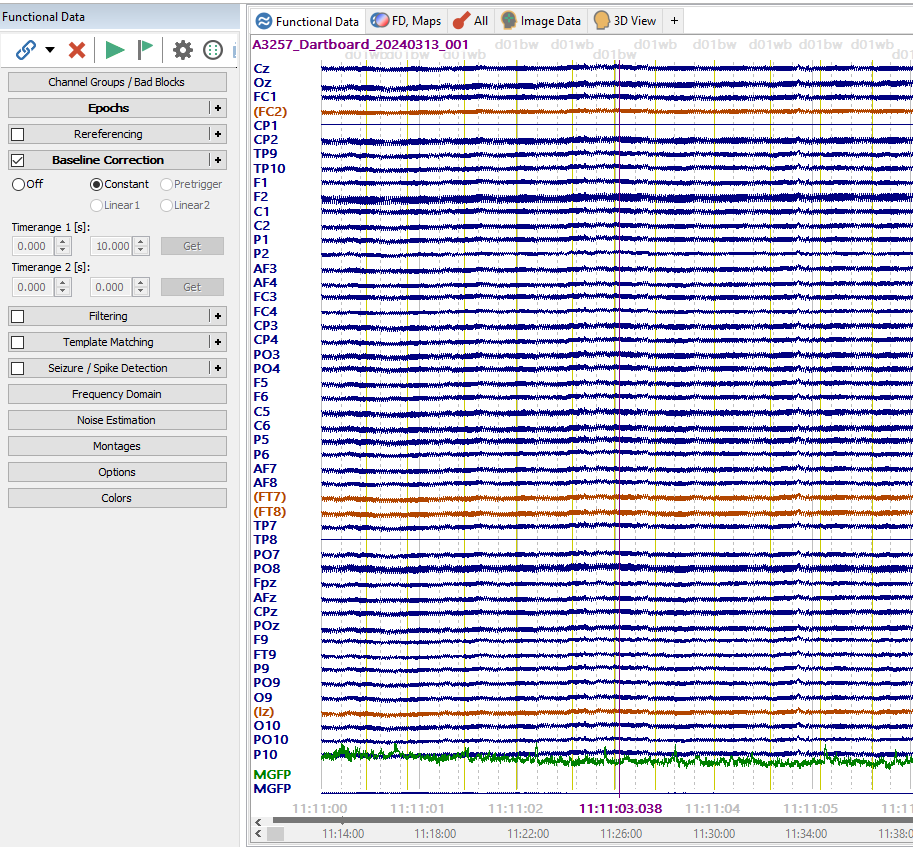 Functional Data
Channel Groups / Bad Blocks
Epochs +
Rereferencing +
Baseline Correction +
Off Constant Pretrigger
Linear1 Linear2
Timerange 1 [s]:
0.000 10.000 Get
Timerange 2 [s]:
0.000 0.000 Get
Filtering +
Template Matching +
Seizure / Spike Detection +
Frequency Domain
Noise Estimation
Montages
Options
Colors
Functional Data FD, Maps All Image Data 3D View +
A3257_Dartboard_20240313_001 d01bw d01wb d01wb d01bw d01bw d01wb
d01wb d01bw
Cz
Oz
FC1
(FC2)
CP1
CP2
TP9
TP10
F1
F2
C1
C2
P1
P2
AF3
AF4
FC3
FC4
CP3
CP4
PO3
PO4
F5
F6
C5
C6
P5
P6
AF7
AF8
(FT7)
(FT8)
TP7
TP8
PO7
PO8
Fpz
AFz
CPz
POz
F9
FT9
P9
PO9
O9
(Iz)
O10
PO10
P10
MGFP
MGFP
11:11:00 11:11:01 11:11:02 11:11:03.038 11:11:04 11:11:05 11:11
11:14:00 11:18:00 11:22:00 11:26:00 11:30:00 11:34:00 11:38:0